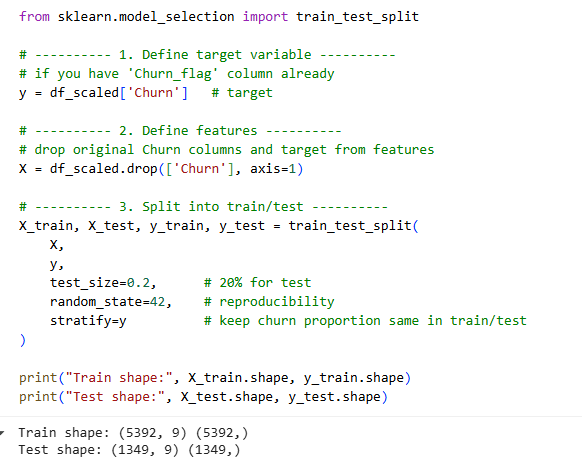 from sklearn.model_selection import train_test_split
# ---------- 1. Define target variable ----------
# if you have 'Churn_flag' column already
y = df_scaled['Churn']   # target
# ---------- 2. Define features ----------
# drop original Churn columns and target from features
X = df_scaled.drop(['Churn'], axis=1)
# ---------- 3. Split into train/test ----------
X_train, X_test, y_train, y_test = train_test_split(
    X,
    y,
    test_size=0.2,      # 20% for test
    random_state=42,    # reproducibility
    stratify=y          # keep churn proportion same in train/test
)
print("Train shape:", X_train.shape, y_train.shape)
print("Test shape:", X_test.shape, y_test.shape)
Train shape: (5392, 9) (5392,)
Test shape: (1349, 9) (1349,)